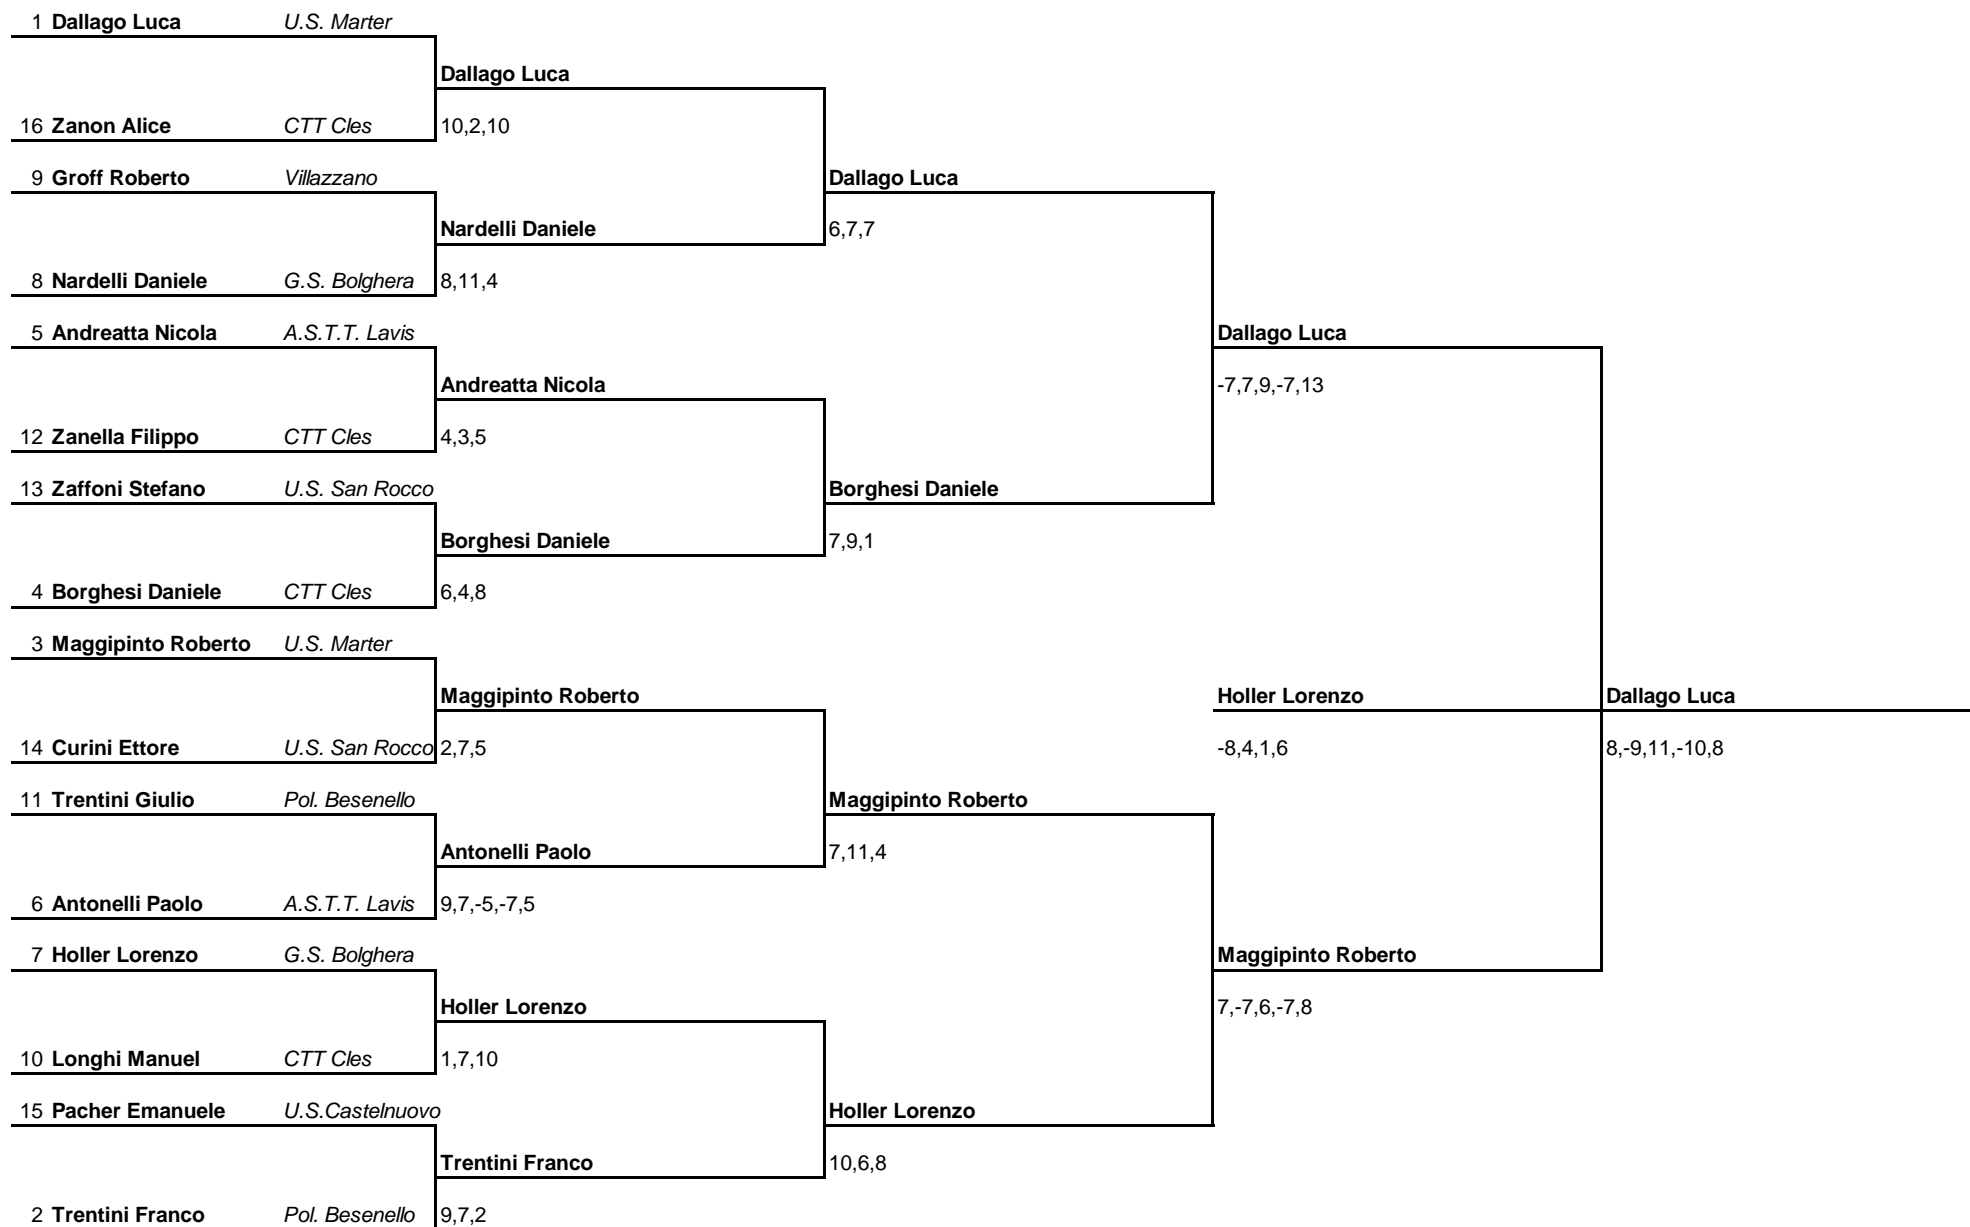 1 Dallago Luca U.S. Marter
Dallago Luca
16 Zanon Alice CTT Cles 10,2,10
9 Groff Roberto Villazzano Dallago Luca
Nardelli Daniele 6,7,7
8 Nardelli Daniele G.S. Bolghera 8,11,4
5 Andreatta Nicola A.S.T.T. Lavis Dallago Luca
Andreatta Nicola -7,7,9,-7,13
12 Zanella Filippo CTT Cles 4,3,5
13 Zaffoni Stefano U.S. San Rocco Borghesi Daniele
Borghesi Daniele 7,9,1
4 Borghesi Daniele CTT Cles 6,4,8
3 Maggipinto Roberto U.S. Marter
Maggipinto Roberto Holler Lorenzo Dallago Luca
14 Curini Ettore U.S. San Rocco 2,7,5 -8,4,1,6 8,-9,11,-10,8
11 Trentini Giulio Pol. Besenello Maggipinto Roberto
Antonelli Paolo 7,11,4
6 Antonelli Paolo A.S.T.T. Lavis 9,7,-5,-7,5
7 Holler Lorenzo G.S. Bolghera Maggipinto Roberto
Holler Lorenzo 7,-7,6,-7,8
10 Longhi Manuel CTT Cles 1,7,10
15 Pacher Emanuele U.S.Castelnuovo Holler Lorenzo
Trentini Franco 10,6,8
2 Trentini Franco Pol. Besenello 9,7,2